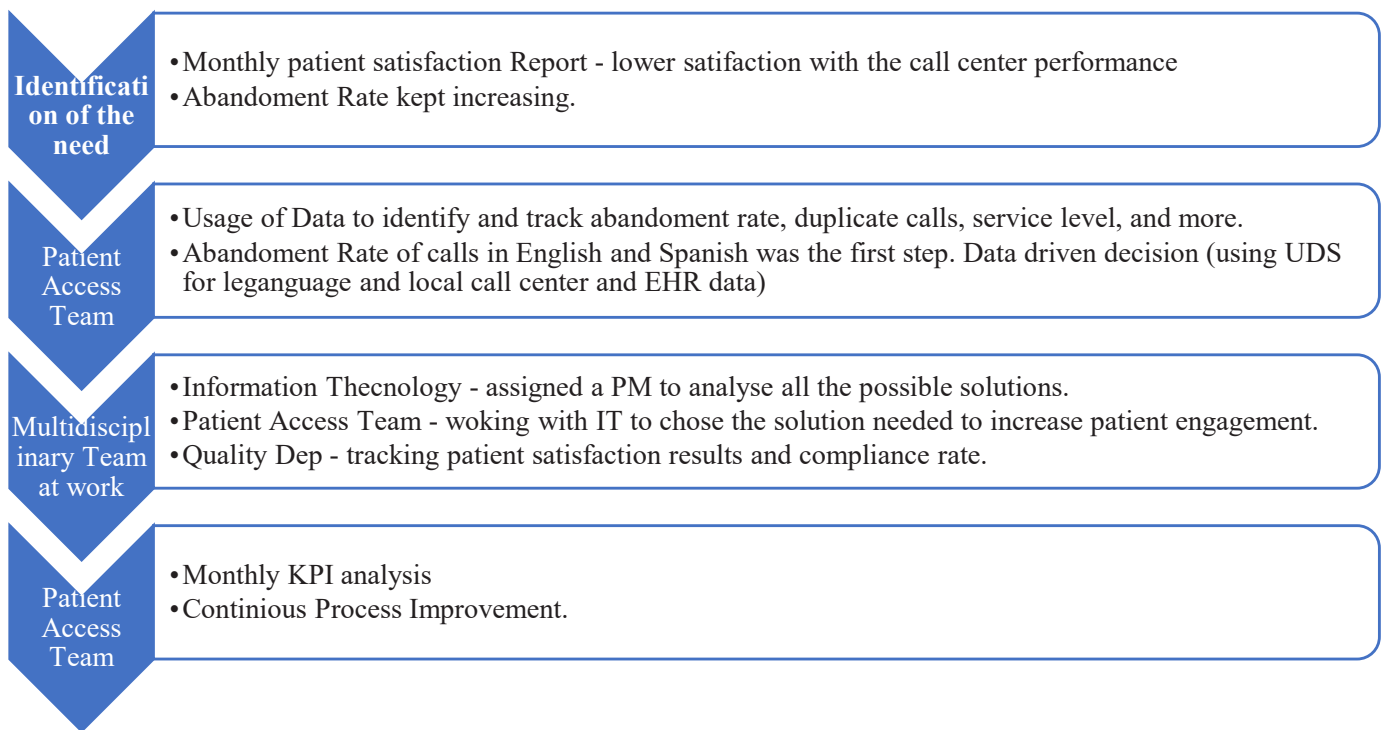 Identificati
on of the
need
•Monthly patient satisfaction Report - lower satifaction with the call center performance
•Abandoment Rate kept increasing.
Patient
Access
Team
•Usage of Data to identify and track abandoment rate, duplicate calls, service level, and more.
•Abandoment Rate of calls in English and Spanish was the first step. Data driven decision (using UDS
for leganguage and local call center and EHR data)
Multidiscipl
inary Team
at work
•Information Thecnology - assigned a PM to analyse all the possible solutions.
•Patient Access Team - woking with IT to chose the solution needed to increase patient engagement.
•Quality Dep - tracking patient satisfaction results and compliance rate.
Patient
Access
Team
•Monthly KPI analysis
•Continious Process Improvement.